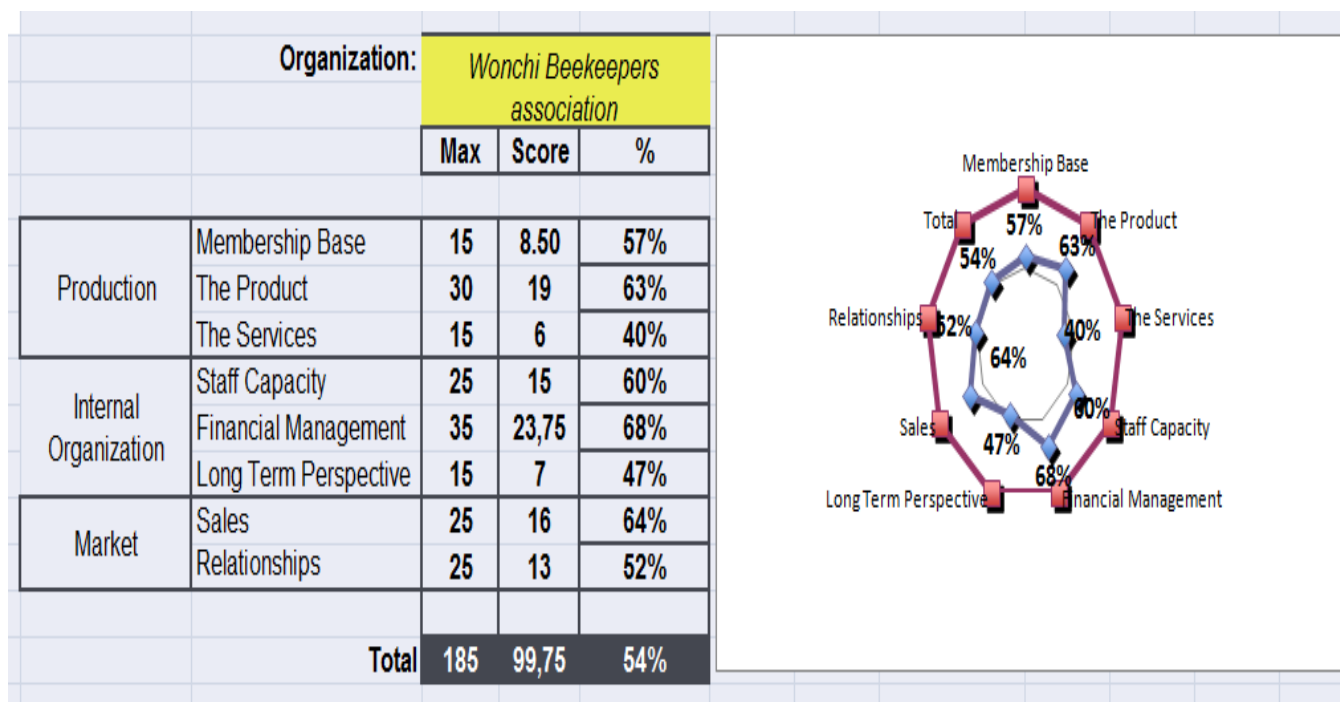 Organization: Wonchi Beekeepers
association
Max Score %
Production
Membership Base 15 8.50 57%
The Product 30 19 63%
The Services 15 6 40%
Internal
Organization
Staff Capacity 25 15 60%
Financial Management 35 23,75 68%
Long Term Perspective 15 7 47%
Market
Sales 25 16 64%
Relationships 25 13 52%
Total 185 99,75 54%
Membership Base
Total 57% The Product
54% 63%
Relationships 52% 40% The Services
64%
Sales 60% Staff Capacity
47%
68%
Long Term Perspective Financial Management